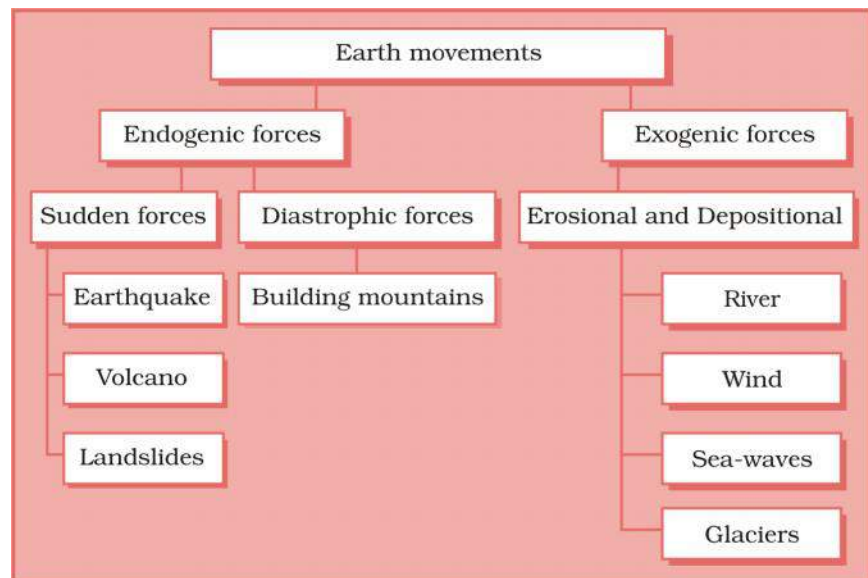 Earth movements
Endogenic forces
Exogenic forces
Sudden forces
Diastrophic forces
Erosional and Depositional
Earthquake
Building mountains
River
Volcano
Wind
Landslides
Sea-waves
Glaciers